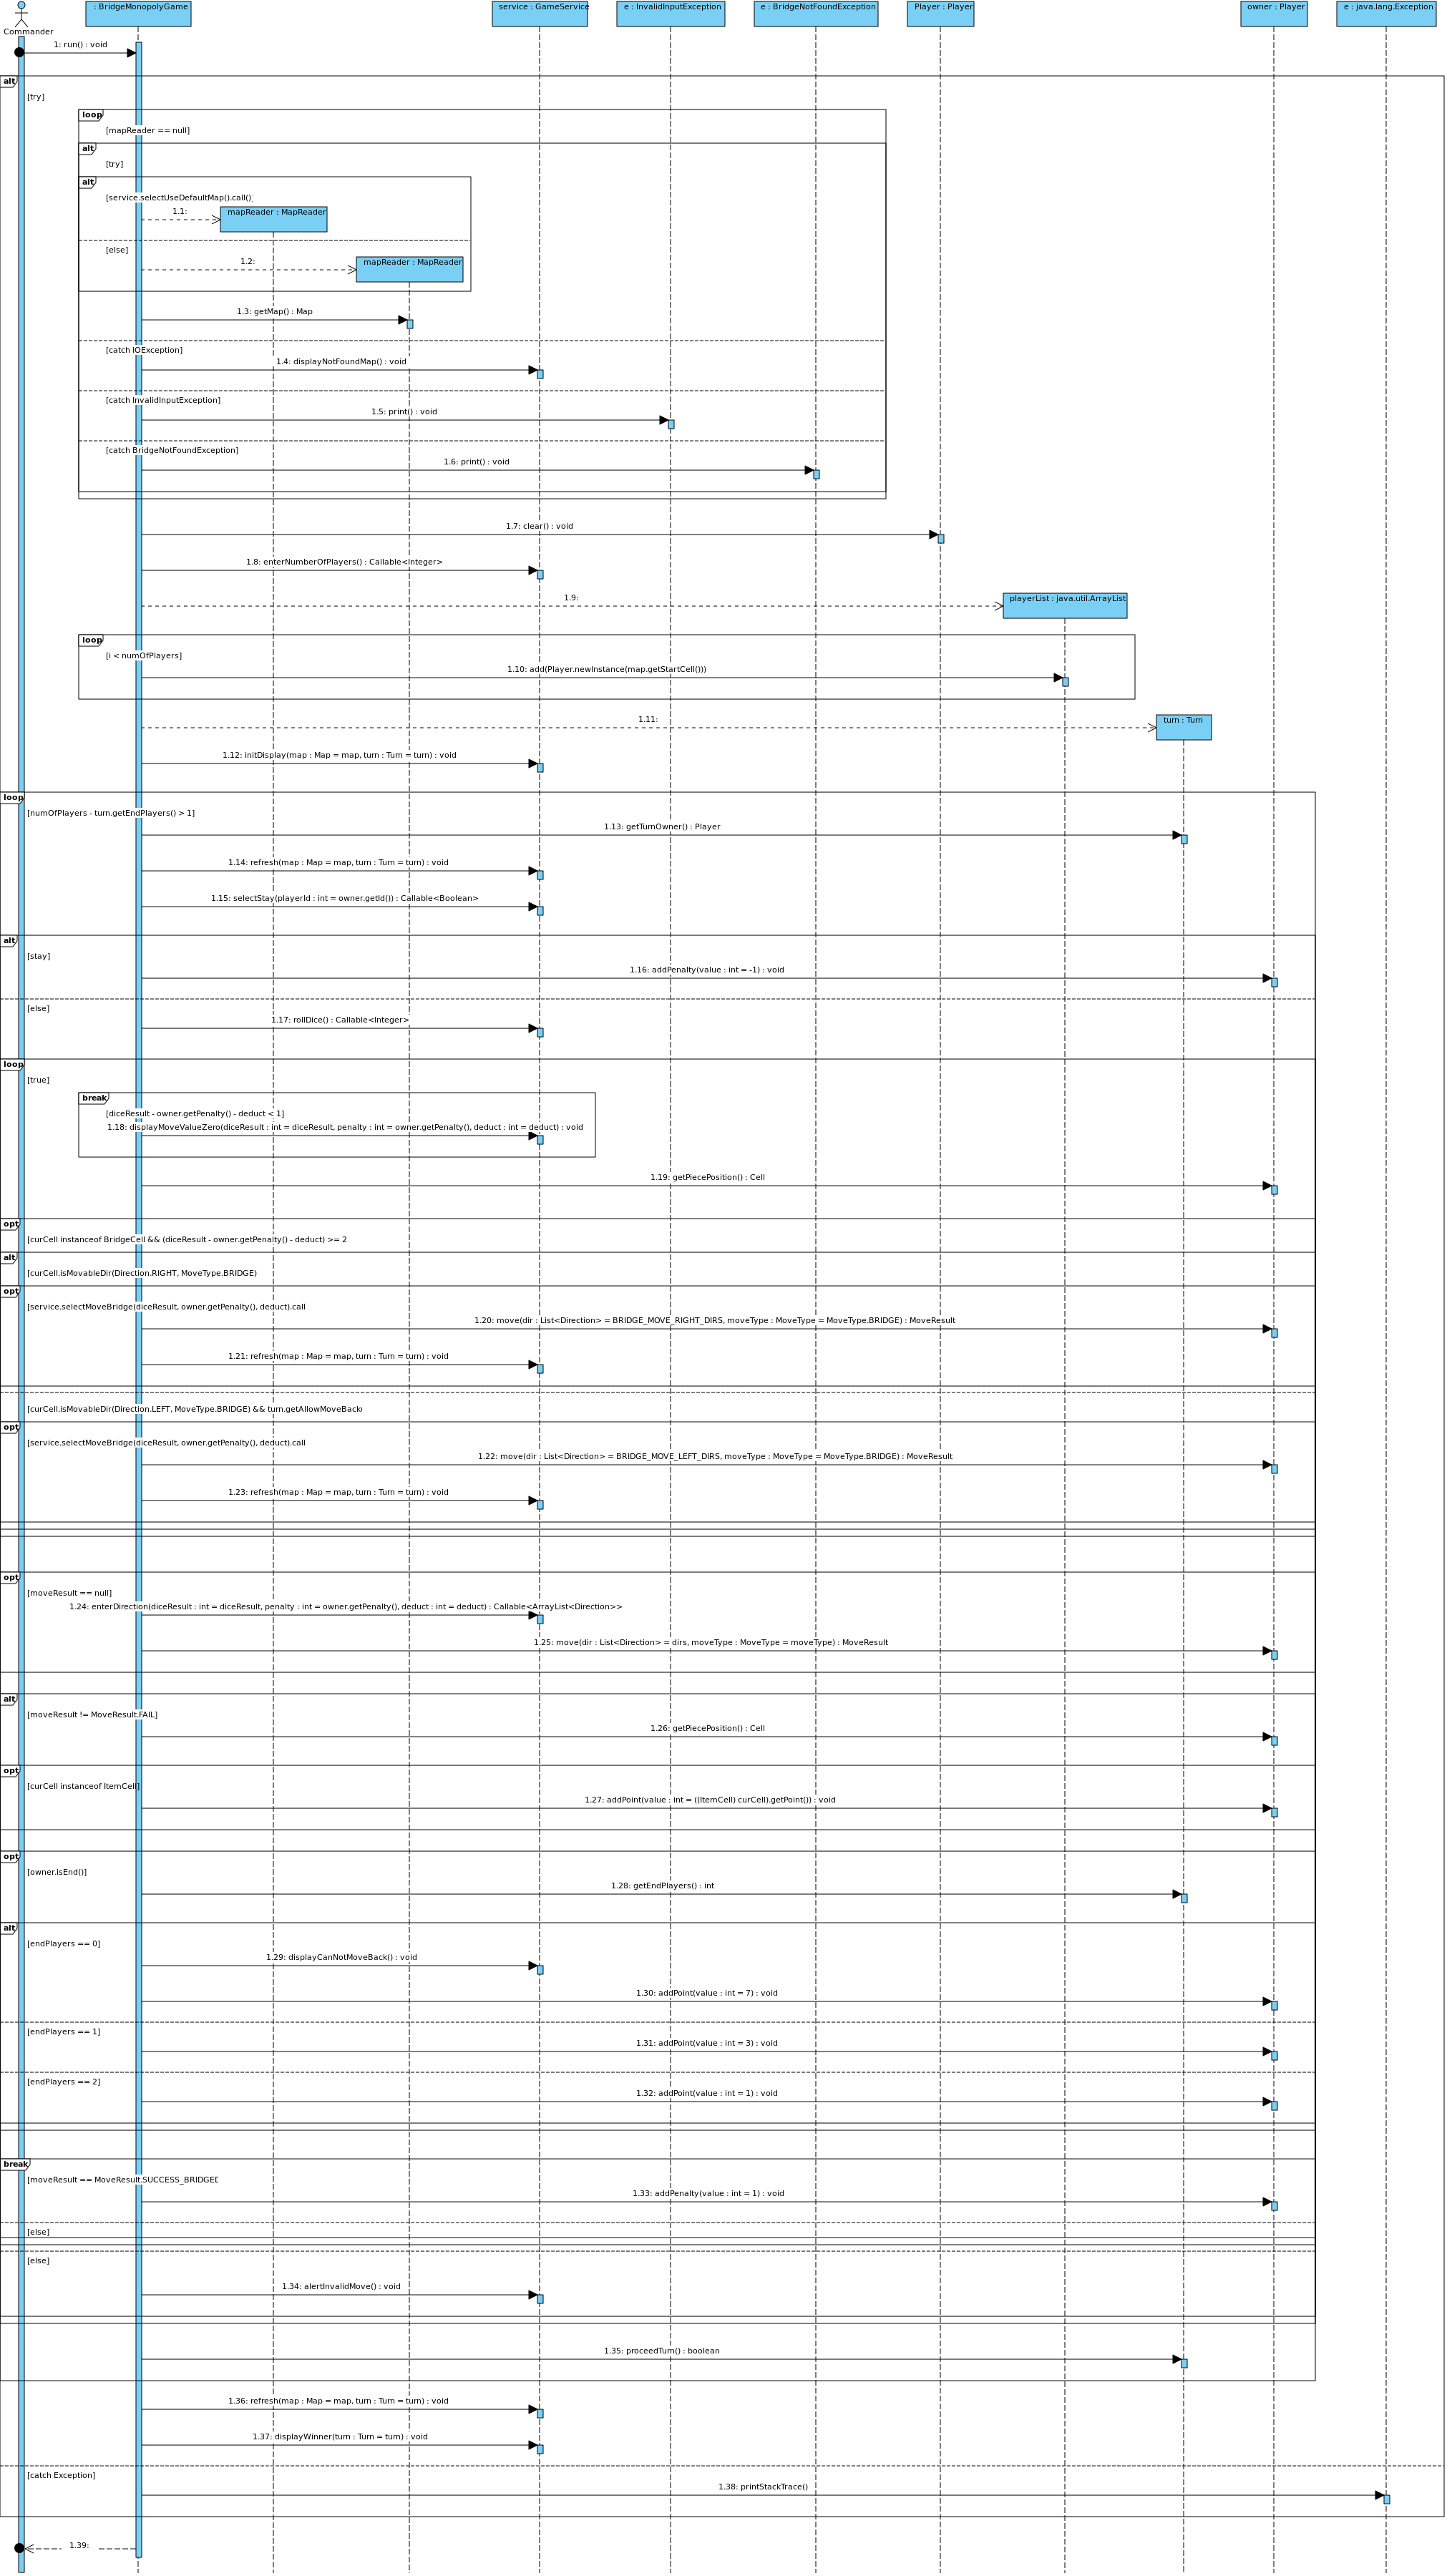 : BridgeMonopolyGame
service : GameService
e : InvalidInputException
e : BridgeNotFoundException
Player : Player
owner : Player
e : java.lang.Exception
Commander
1: run() : void
alt
[try]
loop
[mapReader == null]
alt
[try]
alt
[service.selectUseDefaultMap().call()]
1.1:
mapReader : MapReader
[else]
1.2:
mapReader : MapReader
1.3: getMap() : Map
[catch IOException]
1.4: displayNotFoundMap() : void
[catch InvalidInputException]
1.5: print() : void
[catch BridgeNotFoundException]
1.6: print() : void
1.7: clear() : void
1.8: enterNumberOfPlayers() : Callable<Integer>
1.9:
playerList : java.util.ArrayList
loop
[i < numOfPlayers]
1.10: add(Player.newInstance(map.getStartCell()))
1.11:
turn : Turn
1.12: initDisplay(map : Map = map, turn : Turn = turn) : void
loop
[numOfPlayers - turn.getEndPlayers() > 1]
1.13: getTurnOwner() : Player
1.14: refresh(map : Map = map, turn : Turn = turn) : void
1.15: selectStay(playerId : int = owner.getId()) : Callable<Boolean>
alt
[stay]
1.16: addPenalty(value : int = -1) : void
[else]
1.17: rollDice() : Callable<Integer>
loop
[true]
break
[diceResult - owner.getPenalty() - deduct < 1]
1.18: displayMoveValueZero(diceResult : int = diceResult, penalty : int = owner.getPenalty(), deduct : int = deduct) : void
1.19: getPiecePosition() : Cell
opt
[curCell instanceof BridgeCell && (diceResult - owner.getPenalty() - deduct) >= 2
alt
[curCell.isMovableDir(Direction.RIGHT, MoveType.BRIDGE)
opt
[service.selectMoveBridge(diceResult, owner.getPenalty(), deduct).call
1.20: move(dir : List<Direction> = BRIDGE_MOVE_RIGHT_DIRS, moveType : MoveType = MoveType.BRIDGE) : MoveResult
1.21: refresh(map : Map = map, turn : Turn = turn) : void
[curCell.isMovableDir(Direction.LEFT, MoveType.BRIDGE) && turn.getAllowMoveBack(
opt
[service.selectMoveBridge(diceResult, owner.getPenalty(), deduct).call
1.22: move(dir : List<Direction> = BRIDGE_MOVE_LEFT_DIRS, moveType : MoveType = MoveType.BRIDGE) : MoveResult
1.23: refresh(map : Map = map, turn : Turn = turn) : void
opt
[moveResult == null]
1.24: enterDirection(diceResult : int = diceResult, penalty : int = owner.getPenalty(), deduct : int = deduct) : Callable<ArrayList<Direction>>
1.25: move(dir : List<Direction> = dirs, moveType : MoveType = moveType) : MoveResult
alt
[moveResult != MoveResult.FAIL]
1.26: getPiecePosition() : Cell
opt
[curCell instanceof ItemCell]
1.27: addPoint(value : int = ((ItemCell) curCell).getPoint()) : void
opt
[owner.isEnd()]
1.28: getEndPlayers() : int
alt
[endPlayers == 0]
1.29: displayCanNotMoveBack() : void
1.30: addPoint(value : int = 7) : void
[endPlayers == 1]
1.31: addPoint(value : int = 3) : void
[endPlayers == 2]
1.32: addPoint(value : int = 1) : void
break
[moveResult == MoveResult.SUCCESS_BRIDGED
1.33: addPenalty(value : int = 1) : void
[else]
[else]
1.34: alertInvalidMove() : void
1.35: proceedTurn() : boolean
1.36: refresh(map : Map = map, turn : Turn = turn) : void
1.37: displayWinner(turn : Turn = turn) : void
[catch Exception]
1.38: printStackTrace()
1.39: